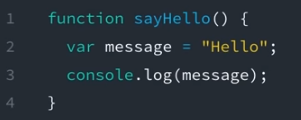 1 function sayHello() {
2 var message = "Hello";
3 console.log(message);
4 }